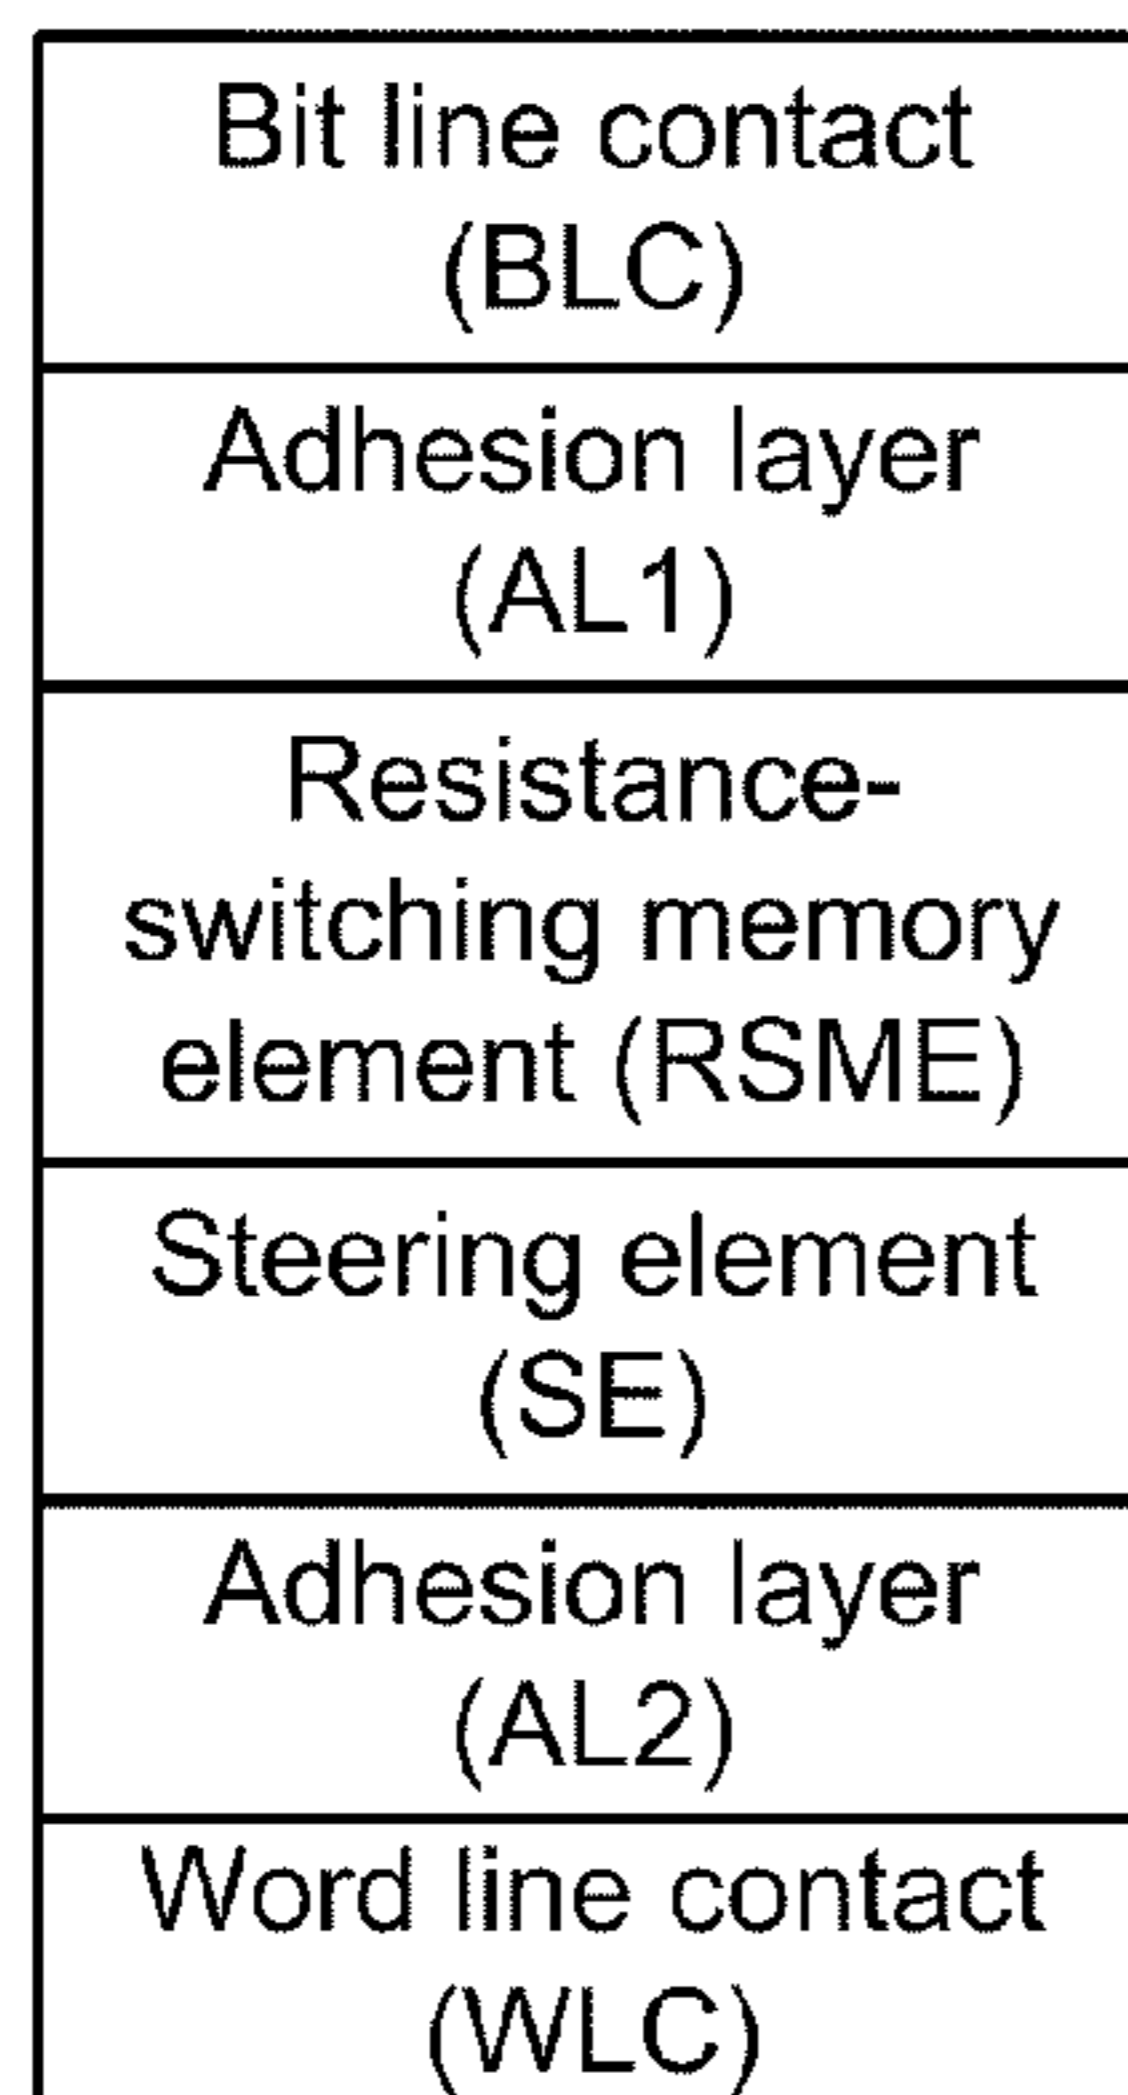 Bit line contact
(BLC)
Adhesion layer
(AL1)
Resistance-
switching memory
element (RSME)
Steering element
(SE)
Adhesion layer
(AL2)
Word line contact
(WLC)